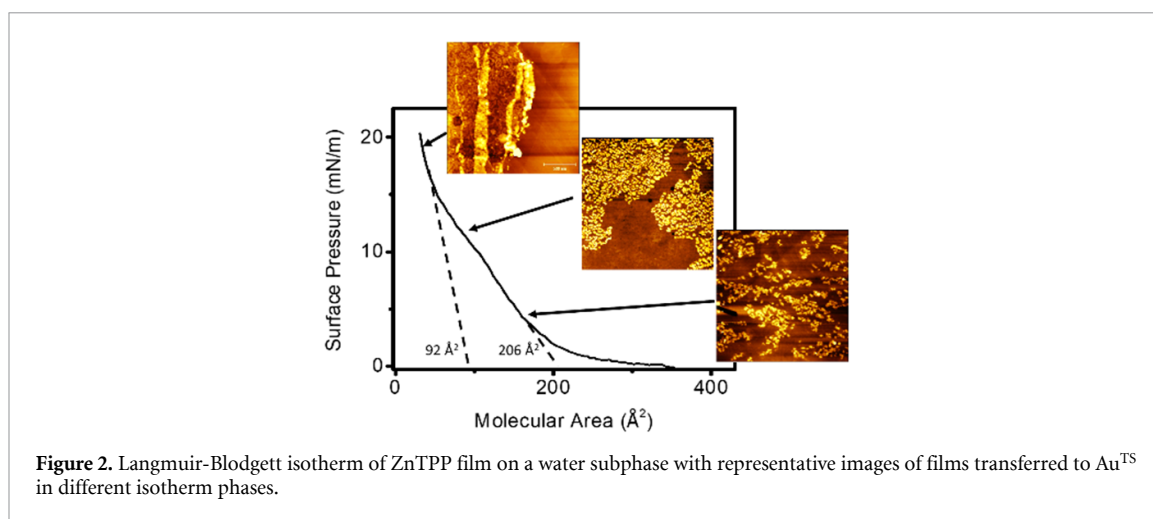 20
10
0
Surface Pressure (mN/m)
92 Å²
206 Å²
0
200
400
Molecular Area (Å²)
Figure 2. Langmuir-Blodgett isotherm of ZnTPP film on a water subphase with representative images of films transferred to Au^TS
in different isotherm phases.